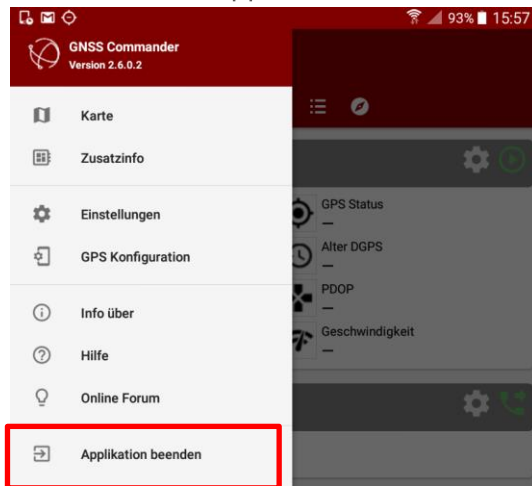 93% 15:57
GNSS Commander
Version 2.6.0.2
Karte
Zusatzinfo
Einstellungen
GPS Konfiguration
Info über
Hilfe
Online Forum
Applikation beenden
GPS Status
—
Alter DGPS
—
PDOP
—
Geschwindigkeit
—